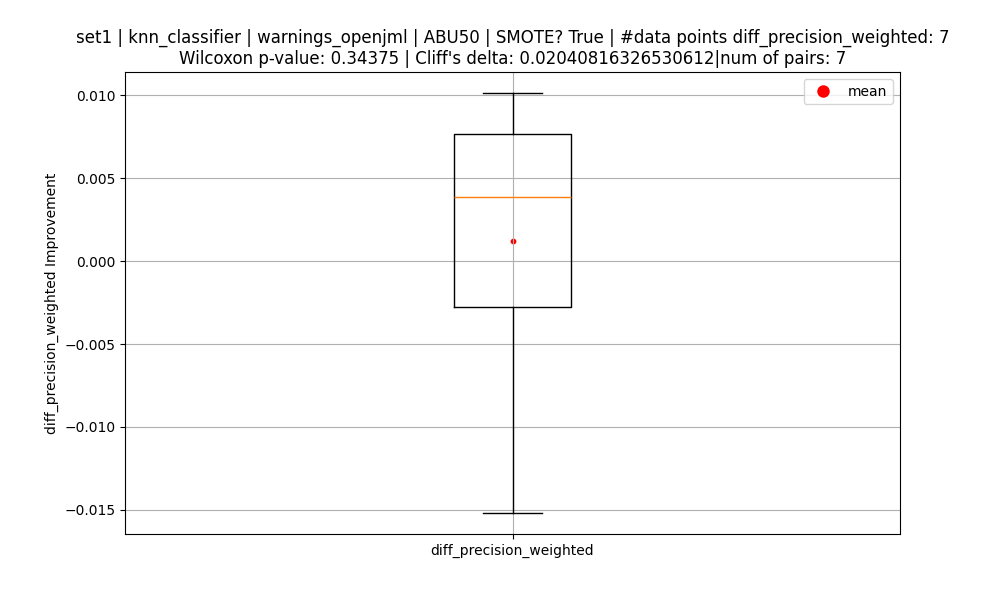 set1 | knn_classifier | warnings_openjml | ABU50 | SMOTE? True | #data points diff_precision_weighted: 7
Wilcoxon p-value: 0.34375 | Cliff's delta: 0.02040816326530612|num of pairs: 7
mean
0.010
0.005
0.000
−0.005
−0.010
−0.015
diff_precision_weighted Improvement
diff_precision_weighted